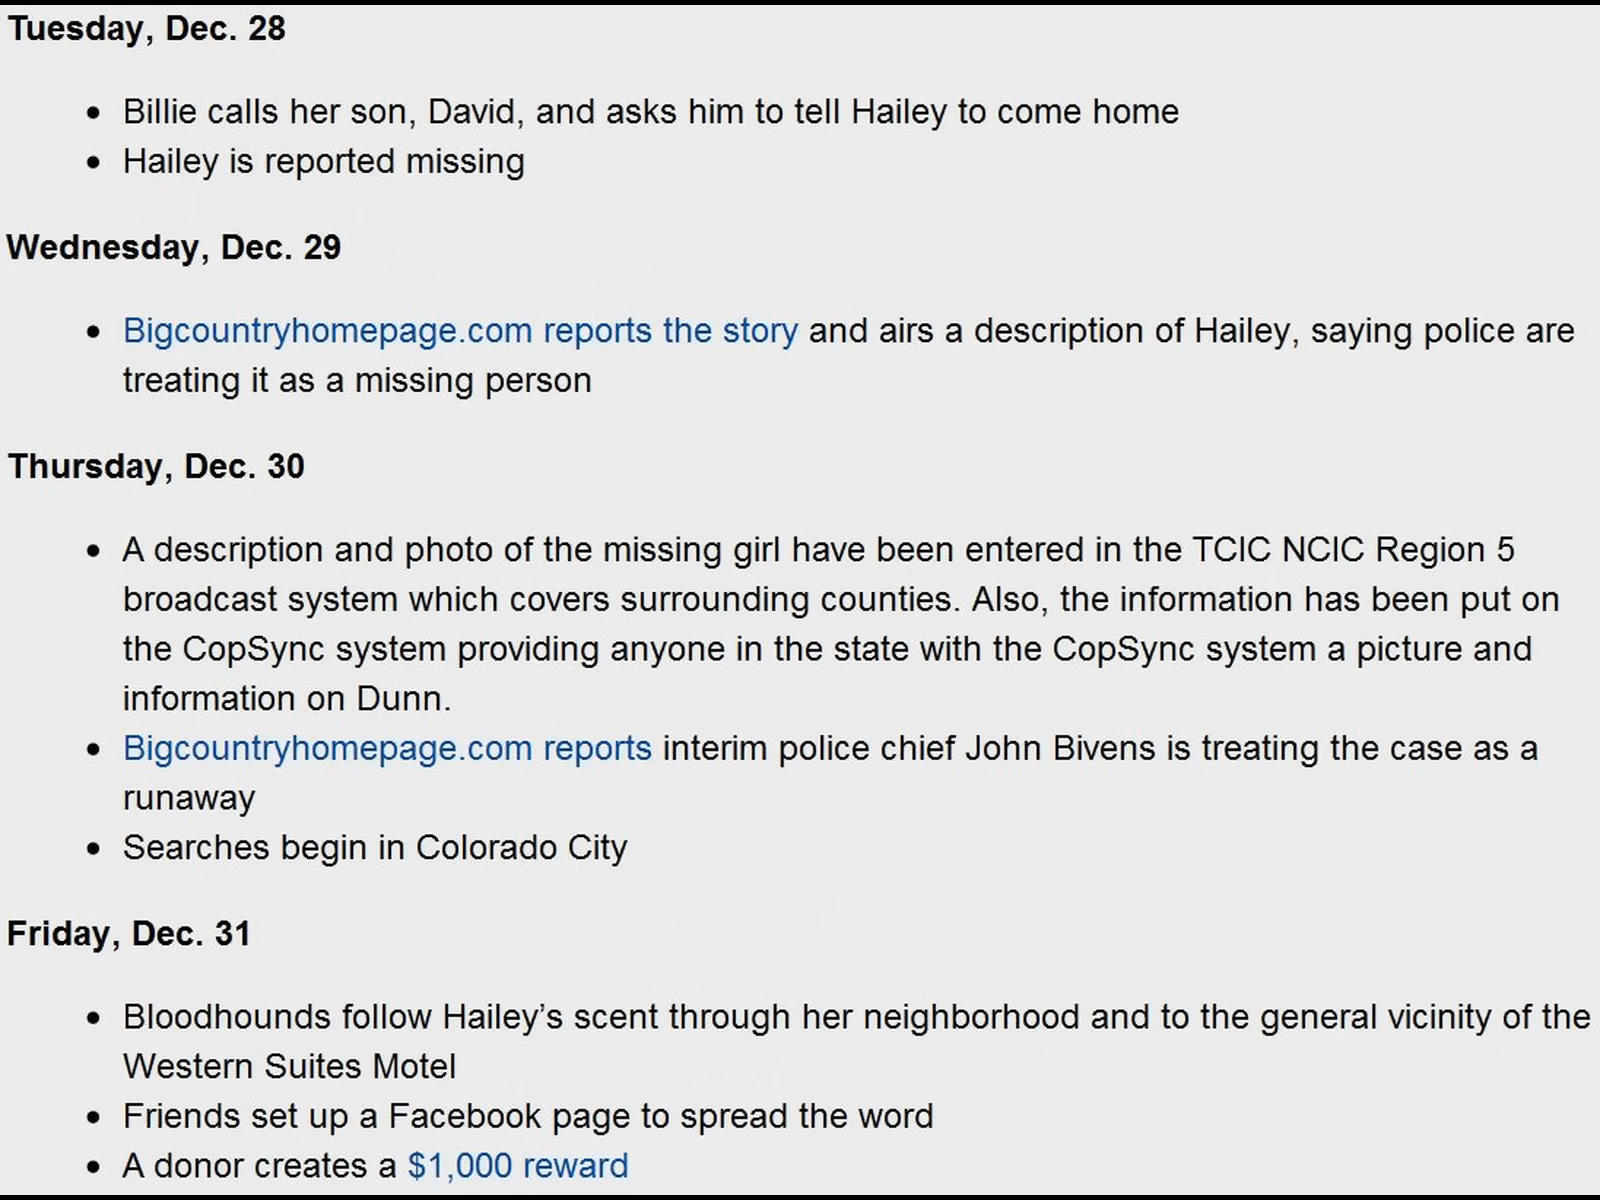 Tuesday, Dec. 28
• Billie calls her son, David, and asks him to tell Hailey to come home
• Hailey is reported missing
Wednesday, Dec. 29
• Bigcountryhomepage.com reports the story and airs a description of Hailey, saying police are
treating it as a missing person
Thursday, Dec. 30
• A description and photo of the missing girl have been entered in the TCIC NCIC Region 5
broadcast system which covers surrounding counties. Also, the information has been put on
the CopSync system providing anyone in the state with the CopSync system a picture and
information on Dunn.
• Bigcountryhomepage.com reports interim police chief John Bivens is treating the case as a
runaway
• Searches begin in Colorado City
Friday, Dec. 31
• Bloodhounds follow Hailey’s scent through her neighborhood and to the general vicinity of the
Western Suites Motel
• Friends set up a Facebook page to spread the word
• A donor creates a $1,000 reward